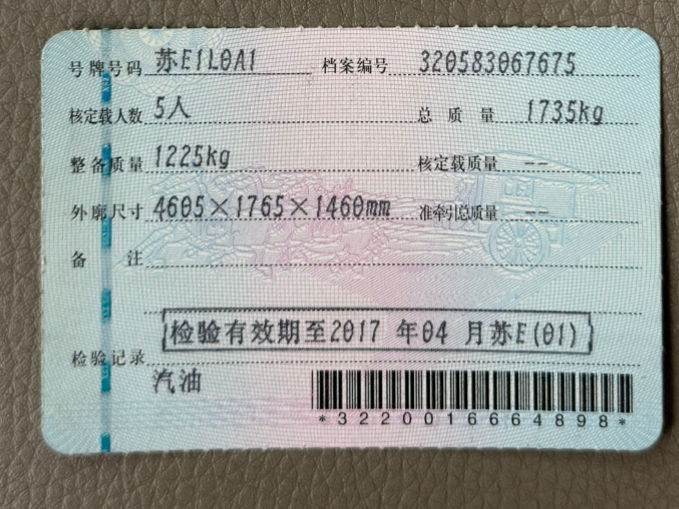 号牌号码 苏E1L0A1 档案编号 320583067675
核定载人数 5人 总质量 1735kg
整备质量 1225kg 核定载质量 --
外廓尺寸 4605×1765×1460mm 准牵引总质量 --
备注
检验有效期至2017 年04 月苏E(01)
检验记录
汽油
*3220016664898*